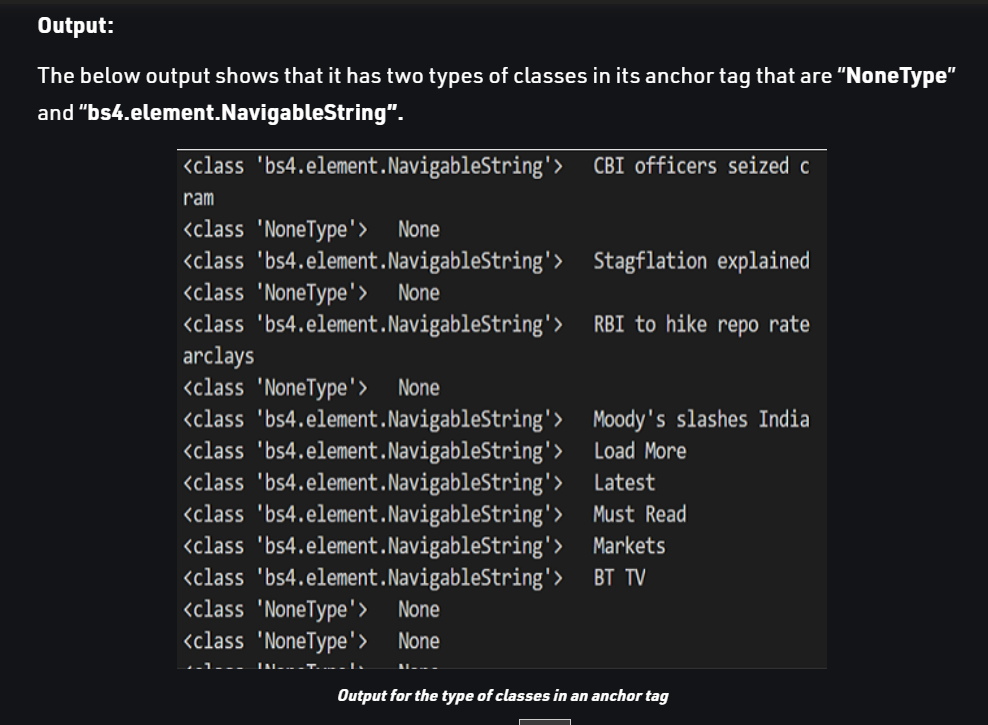 Output:
The below output shows that it has two types of classes in its anchor tag that are "NoneType"
and "bs4.element.NavigableString".
<class 'bs4.element.NavigableString'>   CBI officers seized c
ram
<class 'NoneType'>   None
<class 'bs4.element.NavigableString'>   Stagflation explained
<class 'NoneType'>   None
<class 'bs4.element.NavigableString'>   RBI to hike repo rate
arclays
<class 'NoneType'>   None
<class 'bs4.element.NavigableString'>   Moody's slashes India
<class 'bs4.element.NavigableString'>   Load More
<class 'bs4.element.NavigableString'>   Latest
<class 'bs4.element.NavigableString'>   Must Read
<class 'bs4.element.NavigableString'>   Markets
<class 'bs4.element.NavigableString'>   BT TV
<class 'NoneType'>   None
<class 'NoneType'>   None
Output for the type of classes in an anchor tag